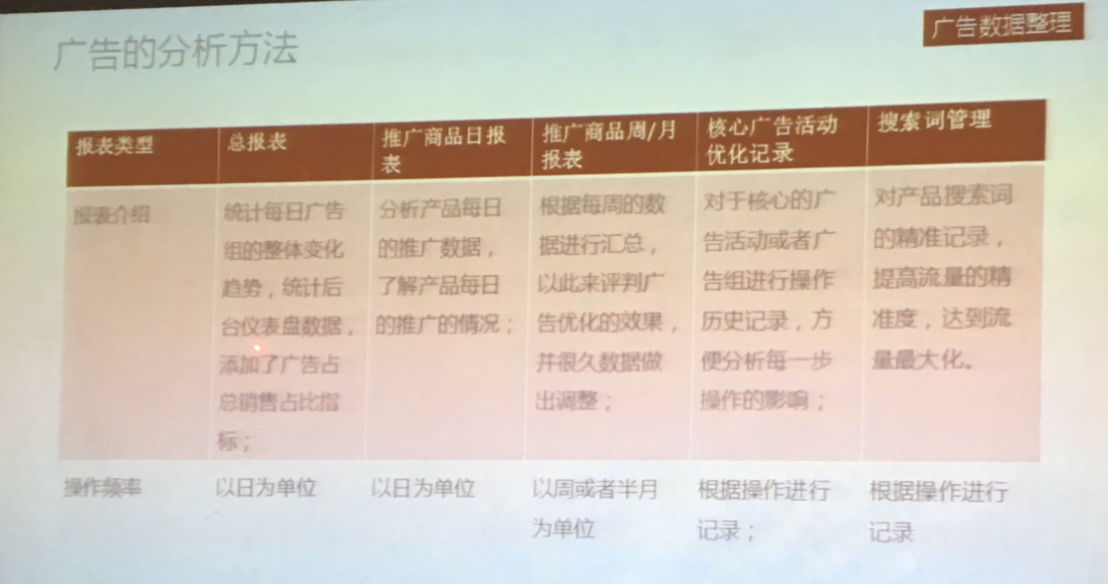 广告的分析方法
广告数据整理
报表类型
总报表
推广商品日报
表
推广商品周/月
报表
核心广告活动
优化记录
搜索词管理
报表介绍
统计每日广告
组的整体变化
趋势，统计后
台仪表盘数据，
添加了广告占
总销售占比指
标；
分析产品每日
的推广数据，
了解产品每日
的推广的情况；
根据每周的数
据进行汇总，
以此来评判广
告优化的效果，
并很久数据做
出调整；
对于核心的广
告活动或者广
告组进行操作
历史记录，方
便分析每一步
操作的影响；
对产品搜索词
的精准记录，
提高流量的精
准度，达到流
量最大化。
操作频率
以日为单位
以日为单位
以周或者半月
为单位
根据操作进行
记录；
根据操作进行
记录